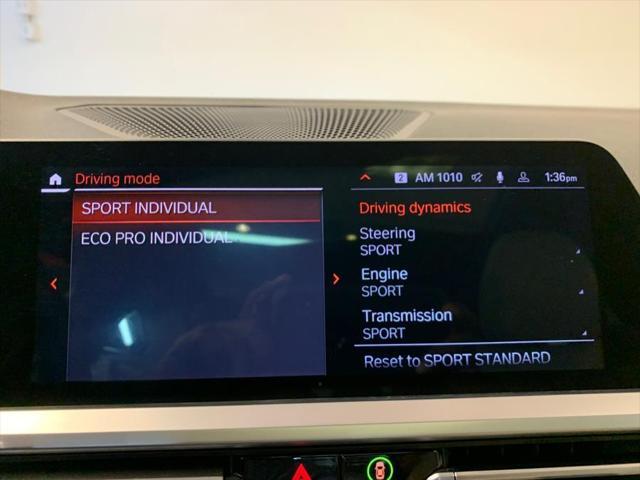 Driving mode
2 AM 1010 1:36pm
SPORT INDIVIDUAL
ECO PRO INDIVIDUAL
Driving dynamics
Steering
SPORT
Engine
SPORT
Transmission
SPORT
Reset to SPORT STANDARD